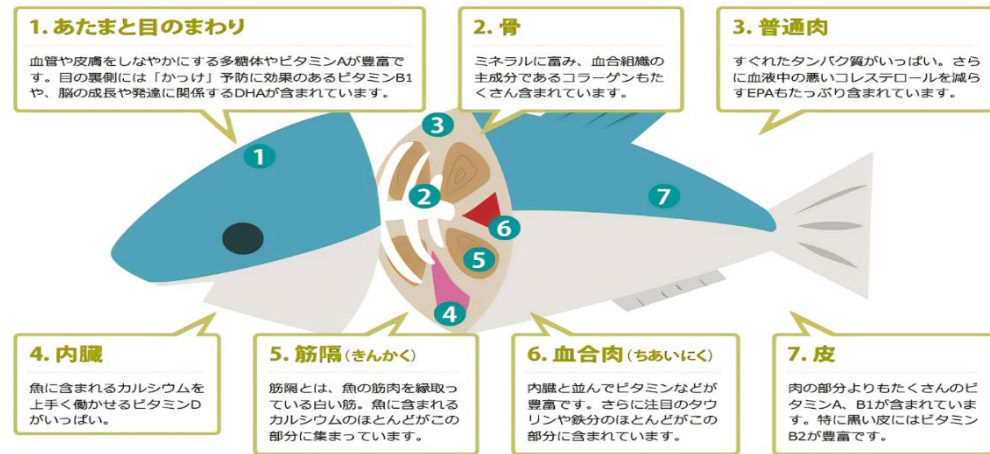 1. あたまと目のまわり
血管や皮膚をしなやかにする多糖体やビタミンAが豊富で
す。目の裏側には「かっけ」予防に効果のあるビタミンB1
や、脳の成長や発達に関係するDHAが含まれています。
2. 骨
ミネラルに富み、血合組織の
主成分であるコラーゲンもた
くさん含まれています。
3. 普通肉
すぐれたタンパク質がいっぱい。さら
に血液中の悪いコレステロールを減ら
すEPAもたっぷり含まれています。
1
3
2
7
6
5
4
4. 内臓
魚に含まれるカルシウムを
上手く働かせるビタミンD
がいっぱい。
5. 筋隔(きんかく)
筋隔とは、魚の筋肉を縁取っ
ている白い筋。魚に含まれる
カルシウムのほとんどがこの
部分に集まっています。
6. 血合肉(ちあいにく)
内臓と並んでビタミンなどが
豊富です。さらに注目のタウ
リンや鉄分のほとんどがこの
部分に含まれています。
7. 皮
肉の部分よりもたくさんのビ
タミンA、B1が含まれていま
す。特に黒い皮にはビタミン
B2が豊富です。